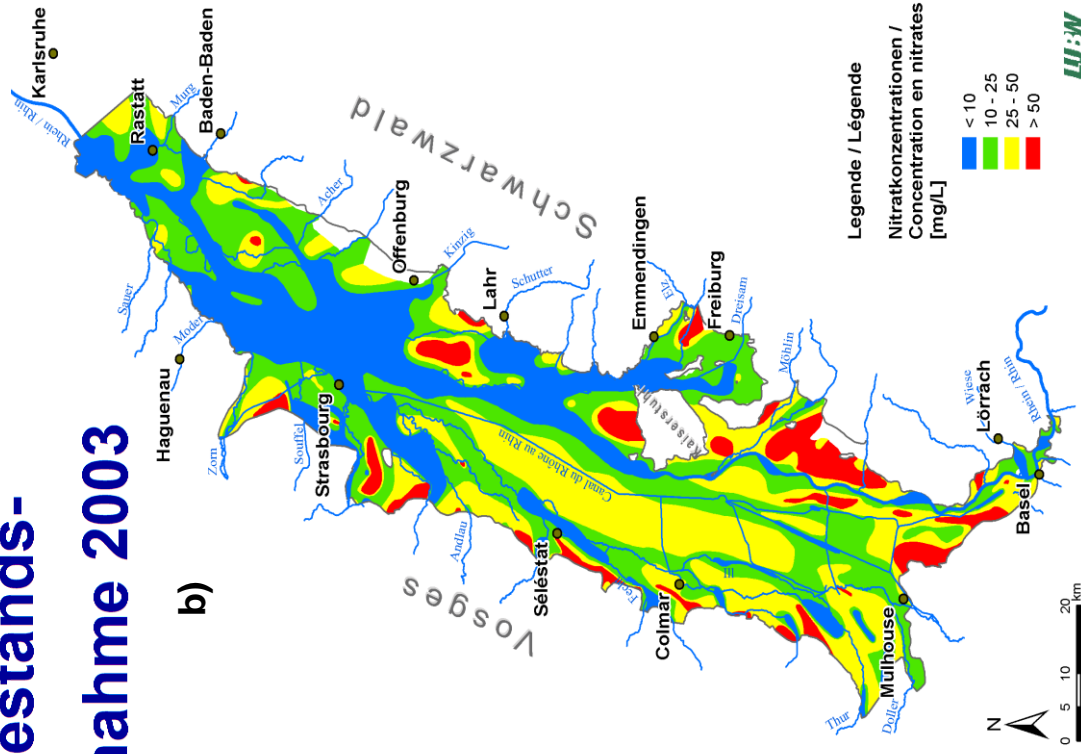 estands-
nahme 2003
b)
Karlsruhe
Rhein / Rhin
Rastatt
Murg
Baden-Baden
Schwarzwald
Sauer
Acher
Moder
Haguenau
Offenburg
Kinzig
Zorn
Souffel
Strasbourg
Lahr
Schutter
Emmendingen
Elz
Freiburg
Dreisam
Kaiserstuhl
Canal du Rhône au Rhin
Andlau
Séléstat
Vosges
Fecht
Ill
Colmar
Möhlin
Wiese
Lörrach
Rhein / Rhin
Basel
Mulhouse
Thur
Doller
Legende / Légende
Nitratkonzentrationen /
Concentration en nitrates
[mg/L]
< 10
10 - 25
25 - 50
> 50
N
0 5 10 20
km
LUBW